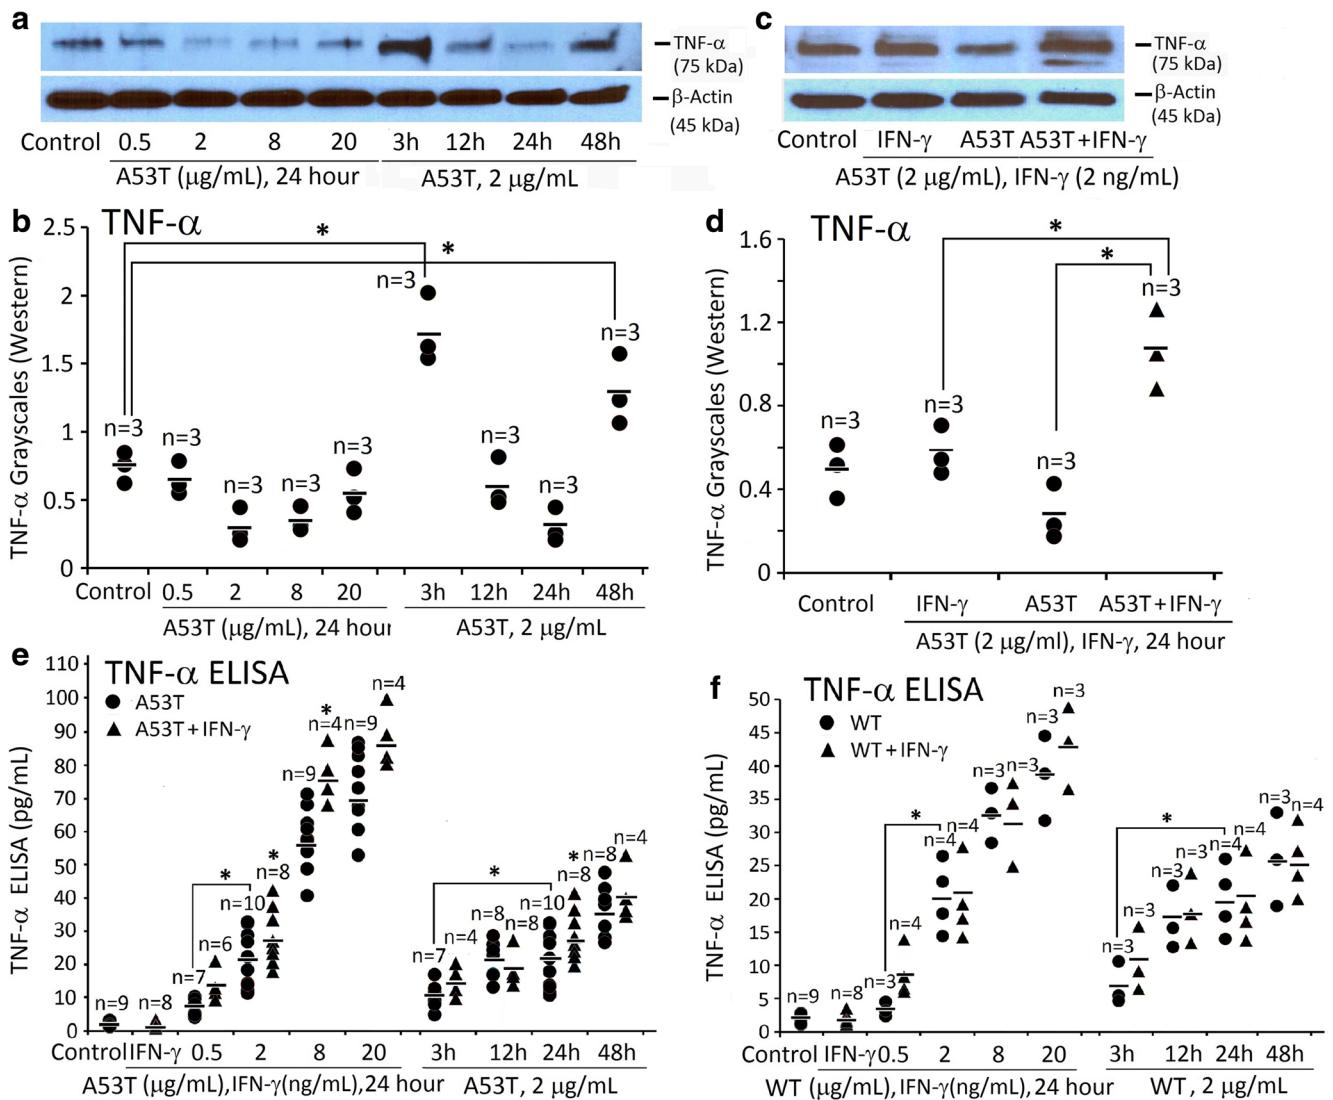 a
TNF-α
(75 kDa)
β-Actin
(45 kDa)
Control 0.5 2 8 20 3h 12h 24h 48h
A53T (μg/mL), 24 hour A53T, 2 μg/mL
c
TNF-α
(75 kDa)
β-Actin
(45 kDa)
Control IFN-γ A53T A53T+IFN-γ
A53T (2 μg/mL), IFN-γ (2 ng/mL)
b
TNF-α
TNF-α Grayscales (Western)
2.5
2
1.5
1
0.5
0
* *
n=3 n=3 n=3 n=3 n=3 n=3 n=3 n=3 n=3
Control 0.5 2 8 20 3h 12h 24h 48h
A53T (μg/mL), 24 hour A53T, 2 μg/mL
d
TNF-α
TNF-α Grayscales (Western)
1.6
1.2
0.8
0.4
0
* *
n=3 n=3 n=3 n=3
Control IFN-γ A53T A53T+IFN-γ
A53T (2 μg/ml), IFN-γ, 24 hour
e
TNF-α ELISA
A53T
A53T+IFN-γ
TNF-α ELISA (pg/mL)
110
100
90
80
70
60
50
40
30
20
10
0
n=9 n=8 n=7 n=6 * n=10 * n=8 n=9 * n=4 n=9 n=4
n=7 n=4 * n=8 n=8 n=10 * n=8 n=8 n=4
Control IFN-γ 0.5 2 8 20 3h 12h 24h 48h
A53T (μg/mL),IFN-γ(ng/mL),24 hour A53T, 2 μg/mL
f
TNF-α ELISA
WT
WT+IFN-γ
TNF-α ELISA (pg/mL)
50
45
40
35
30
25
20
15
10
5
0
n=9 n=8 n=3 n=4 * n=4 n=4 n=3 n=3 n=3 n=3
n=3 n=3 * n=3 n=3 n=4 n=4 n=3 n=4
Control IFN-γ 0.5 2 8 20 3h 12h 24h 48h
WT (μg/mL), IFN-γ(ng/mL), 24 hour WT, 2 μg/mL